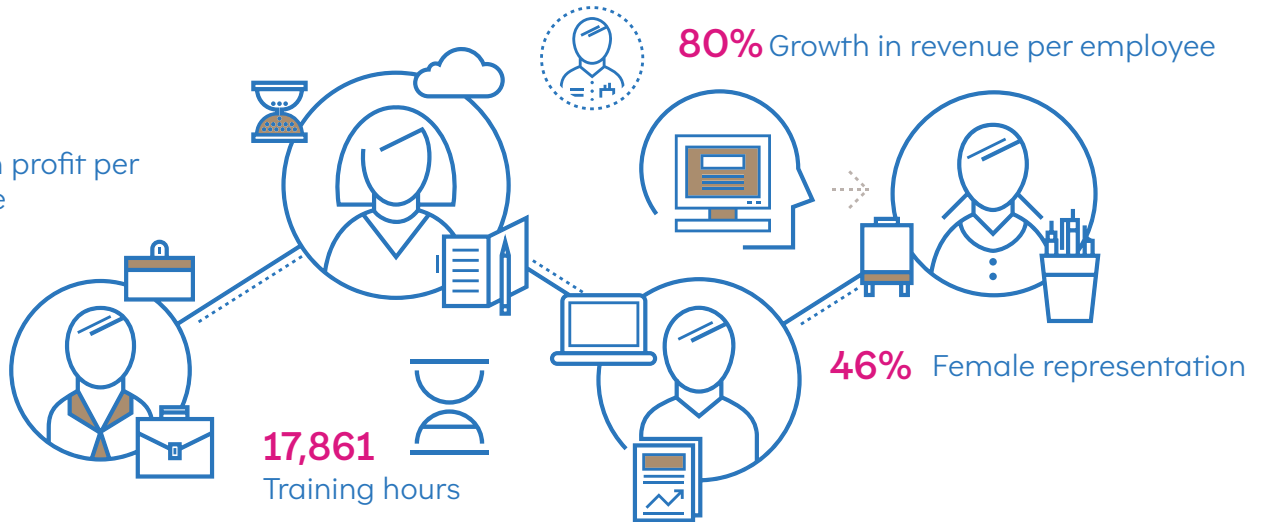 80% Growth in revenue per employee
profit per
46% Female representation
17,861
Training hours